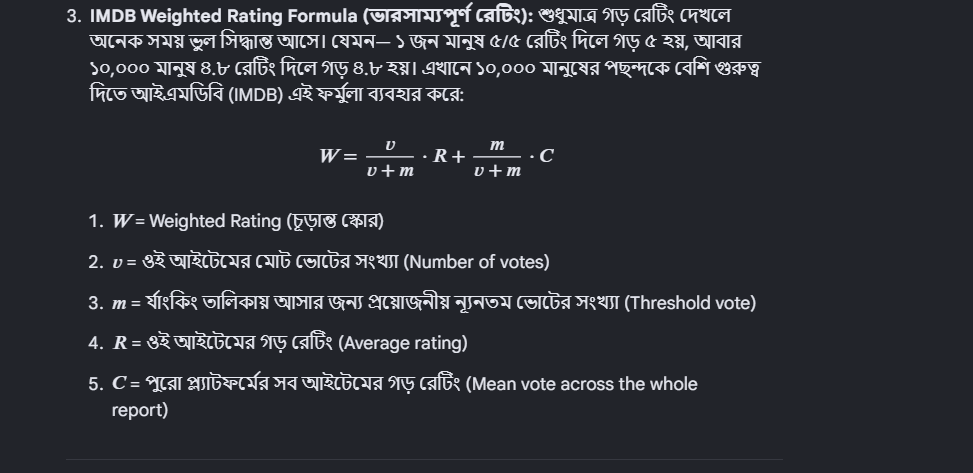 3. IMDB Weighted Rating Formula (ভারসাম্যপূর্ণ রেটিং): শুধুমাত্র গড় রেটিং দেখলে
অনেক সময় ভুল সিদ্ধান্ত আসে। যেমন— ১ জন মানুষ ৫/৫ রেটিং দিলে গড় ৫ হয়, আবার
১০,০০০ মানুষ ৪.৮ রেটিং দিলে গড় ৪.৮ হয়। এখানে ১০,০০০ মানুষের পছন্দকে বেশি গুরুত্ব
দিতে আইএমডিবি (IMDB) এই ফর্মুলা ব্যবহার করে:
W = v/(v + m) · R + m/(v + m) · C
1. W = Weighted Rating (চূড়ান্ত স্কোর)
2. v = ওই আইটেমের মোট ভোটের সংখ্যা (Number of votes)
3. m = র্যাংকিং তালিকায় আসার জন্য প্রয়োজনীয় ন্যূনতম ভোটের সংখ্যা (Threshold vote)
4. R = ওই আইটেমের গড় রেটিং (Average rating)
5. C = পুরো প্ল্যাটফর্মের সব আইটেমের গড় রেটিং (Mean vote across the whole
report)